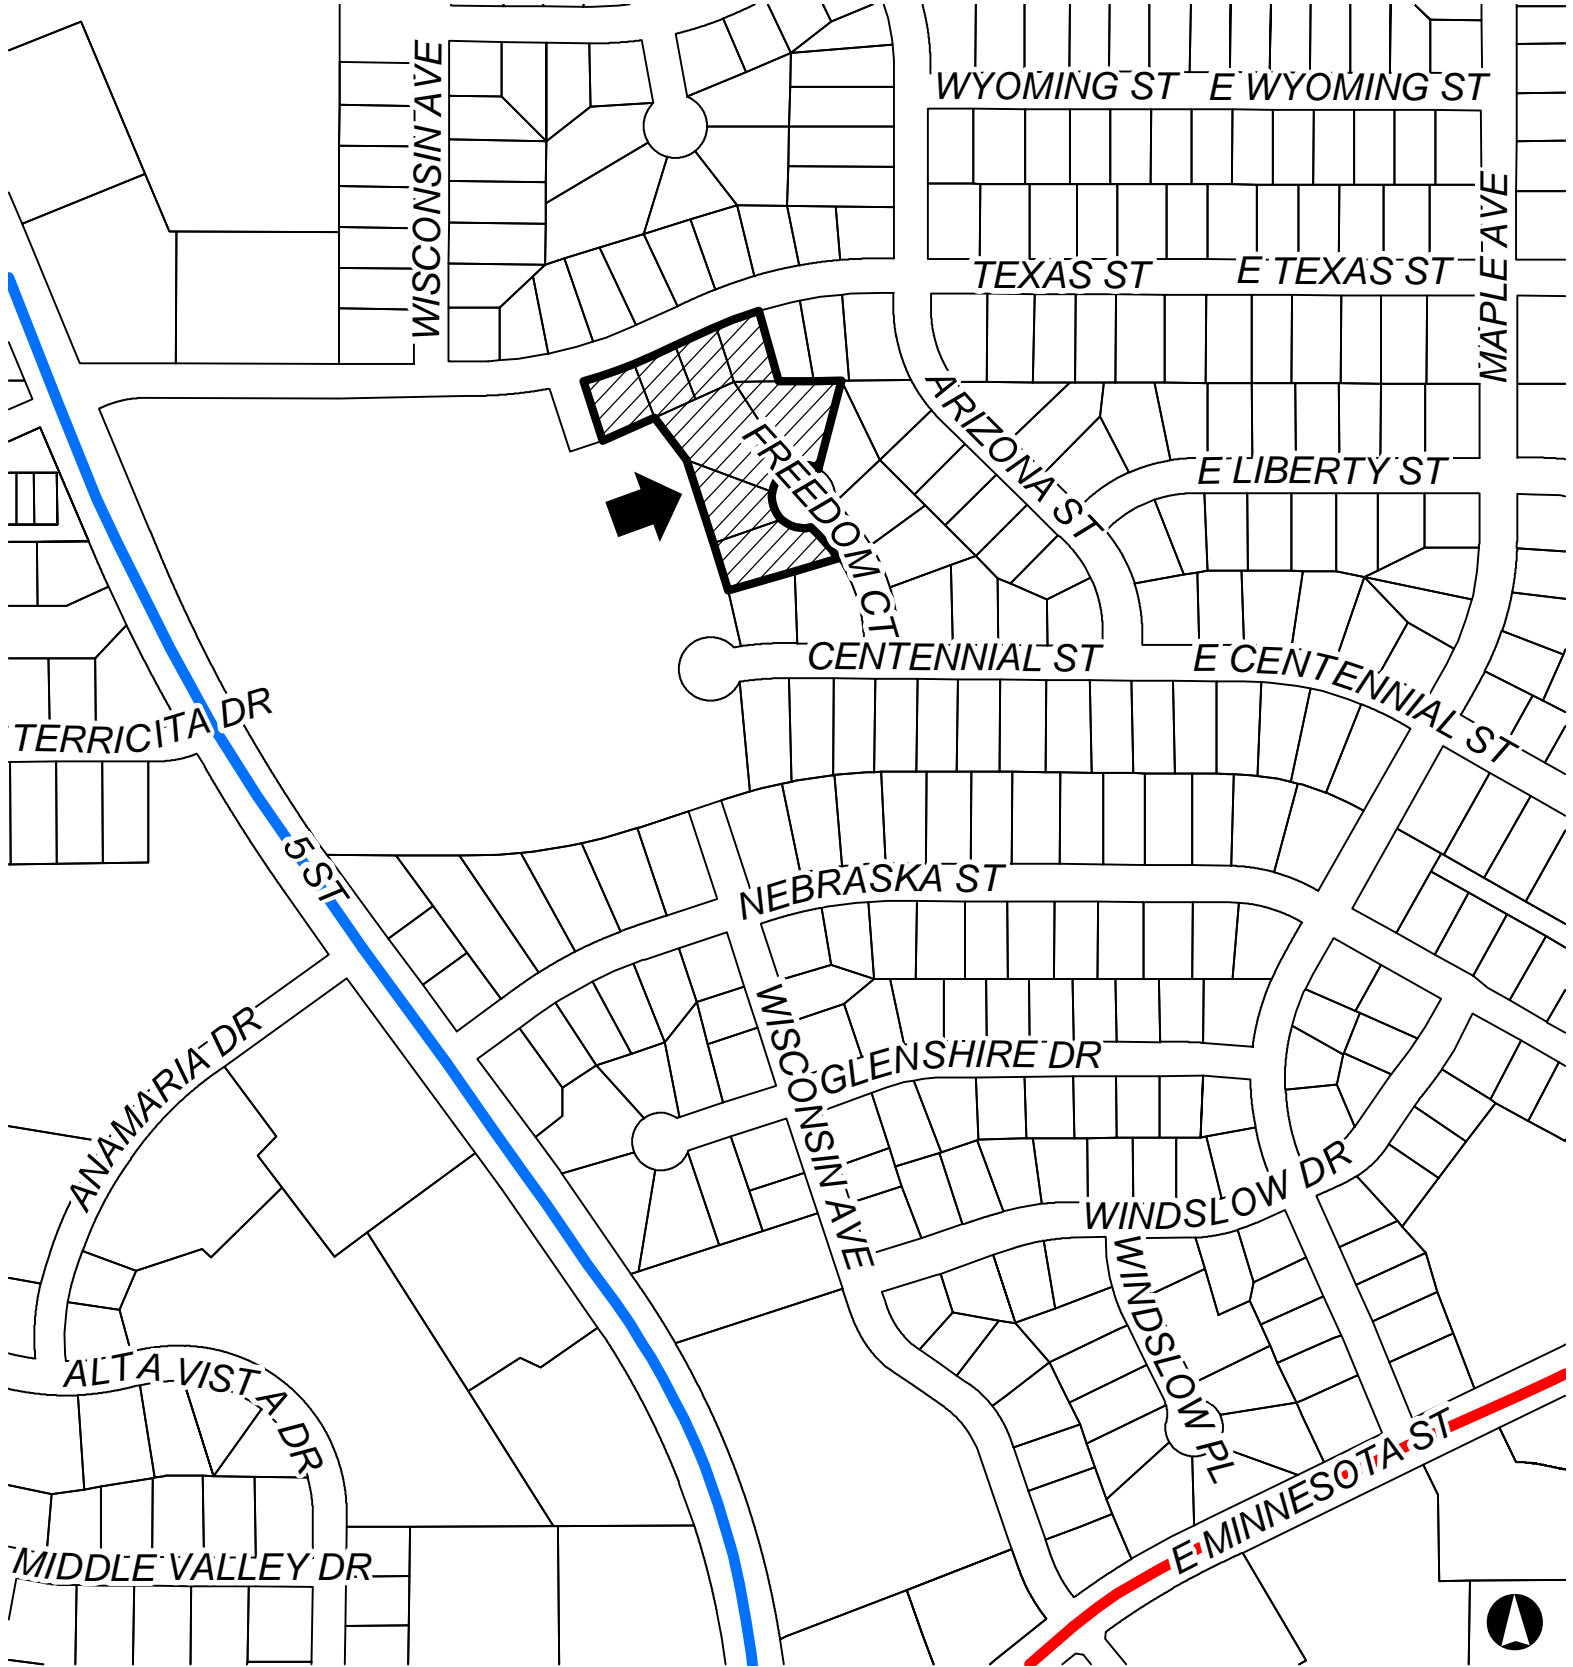 WISCONSIN AVE
WYOMING ST
E WYOMING ST
MAPLE AVE
TEXAS ST
E TEXAS ST
ARIZONA ST
FREEDOM CT
E LIBERTY ST
CENTENNIAL ST
E CENTENNIAL ST
TERRICITA DR
5 ST
NEBRASKA ST
WISCONSIN AVE
GLENSHIRE DR
ANAMARIA DR
WINDSLOW DR
WINDSLOW PL
ALTA VISTA DR
E MINNESOTA ST
MIDDLE VALLEY DR